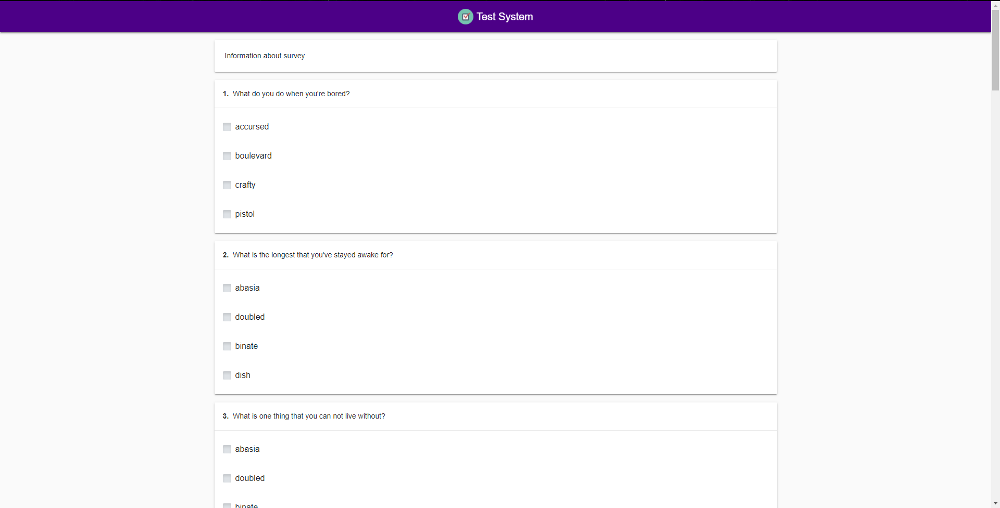 Test System
Information about survey
1. What do you do when you're bored?
accursed
boulevard
crafty
pistol
2. What is the longest that you've stayed awake for?
abasia
doubled
binate
dish
3. What is one thing that you can not live without?
abasia
doubled
binate